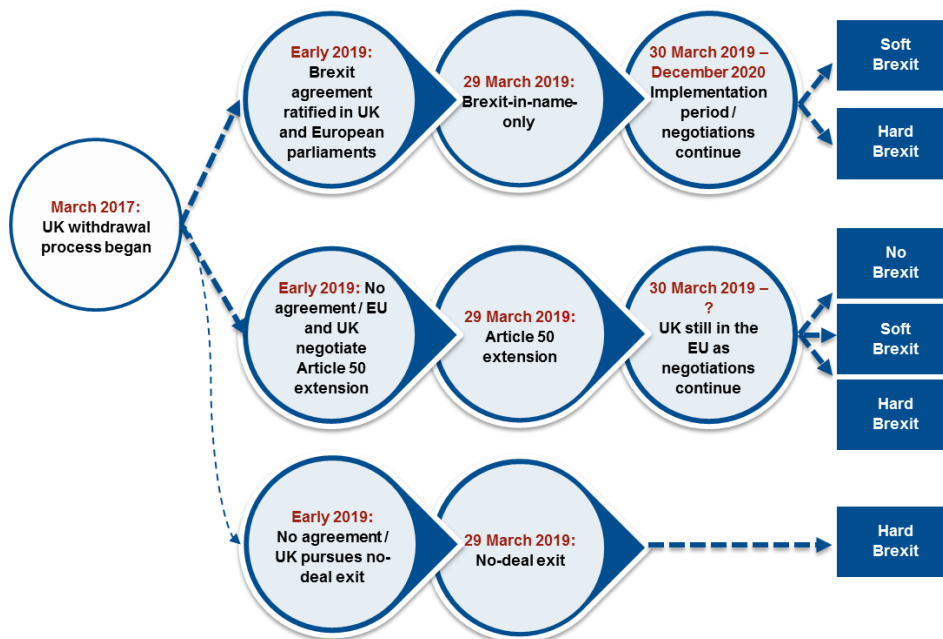 March 2017:
UK withdrawal
process began
Early 2019:
Brexit
agreement
ratified in UK
and European
parliaments
29 March 2019:
Brexit-in-name-
only
30 March 2019 –
December 2020
Implementation
period /
negotiations
continue
Soft
Brexit
Hard
Brexit
Early 2019: No
agreement / EU
and UK
negotiate
Article 50
extension
29 March 2019:
Article 50
extension
30 March 2019 –
?
UK still in the
EU as
negotiations
continue
No
Brexit
Soft
Brexit
Hard
Brexit
Early 2019:
No agreement /
UK pursues no-
deal exit
29 March 2019:
No-deal exit
Hard
Brexit